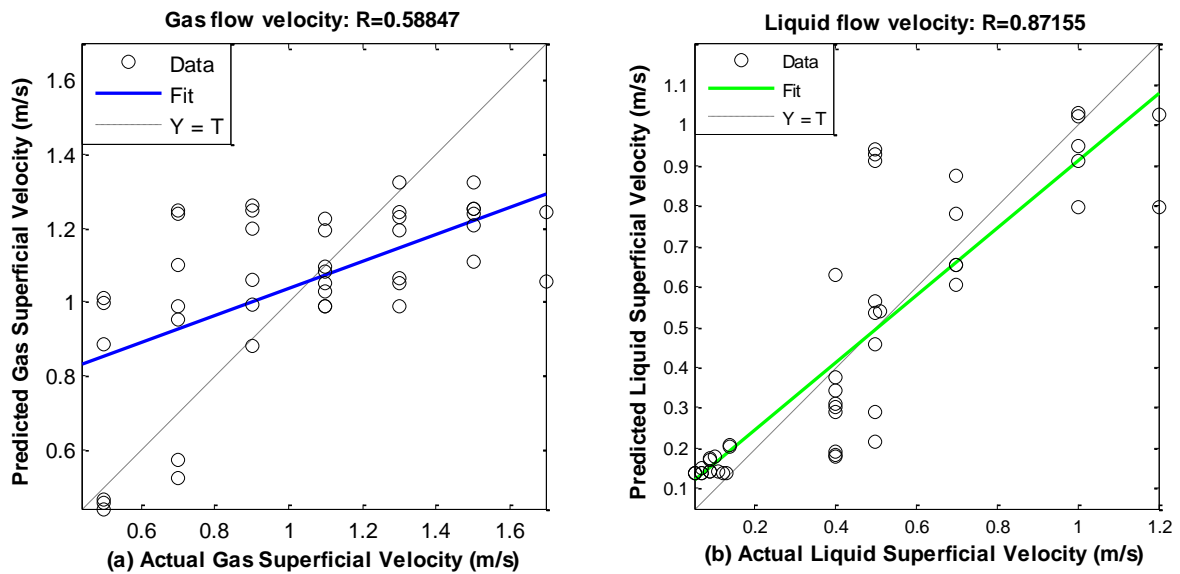 Gas flow velocity: R=0.58847
Predicted Gas Superficial Velocity (m/s)
Data
Fit
Y = T
1.6
1.4
1.2
1
0.8
0.6
0.6 0.8 1 1.2 1.4 1.6
(a) Actual Gas Superficial Velocity (m/s)
Liquid flow velocity: R=0.87155
Predicted Liquid Superficial Velocity (m/s)
Data
Fit
Y = T
1.1
1
0.9
0.8
0.7
0.6
0.5
0.4
0.3
0.2
0.1
0.2 0.4 0.6 0.8 1 1.2
(b) Actual Liquid Superficial Velocity (m/s)